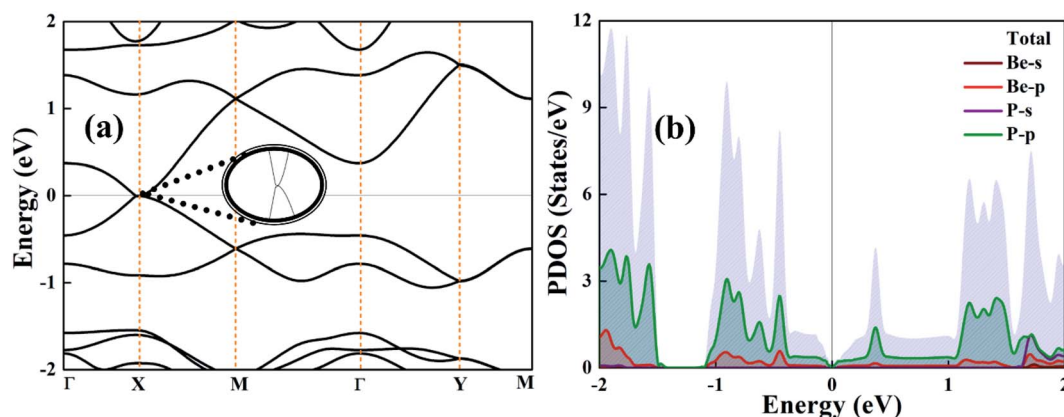 2
1
0
-1
-2
Energy (eV)
(a)
Γ X M Γ Y M
12
9
6
3
0
PDOS (States/eV)
(b)
Total
Be-s
Be-p
P-s
P-p
-2 -1 0 1 2
Energy (eV)